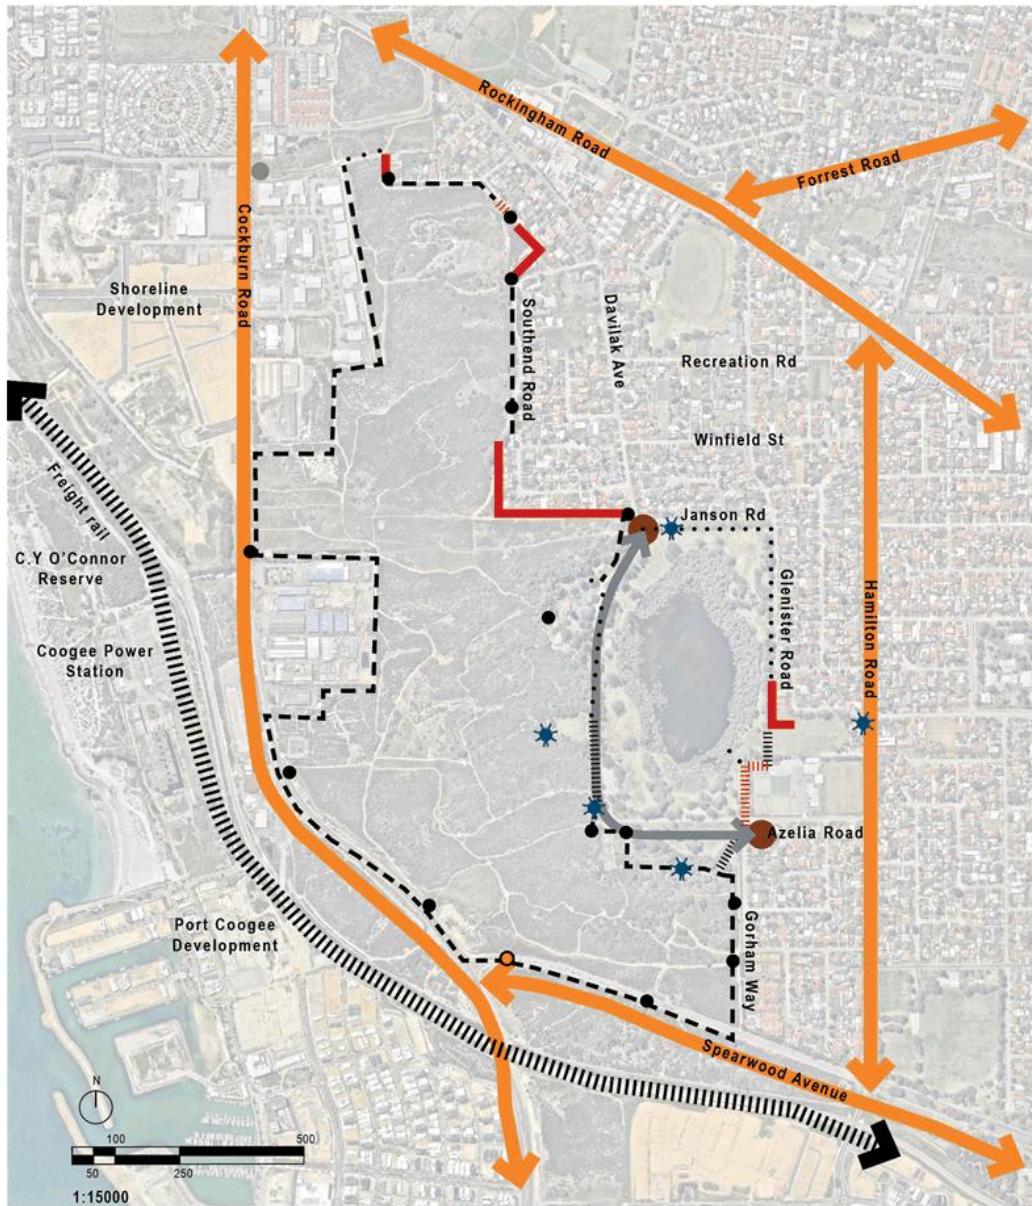 Rockingham Road
Forrest Road
Cockburn Road
Shoreline
Development
Southend Road
Davilak Ave
Recreation Rd
Winfield St
Freight rail
Janson Rd
C.Y O'Connor
Reserve
Glenister Road
Hamilton Road
Coogee Power
Station
Azelia Road
Port Coogee
Development
Gorham Way
Spearwood Avenue
N
100
500
50
250
1:15000